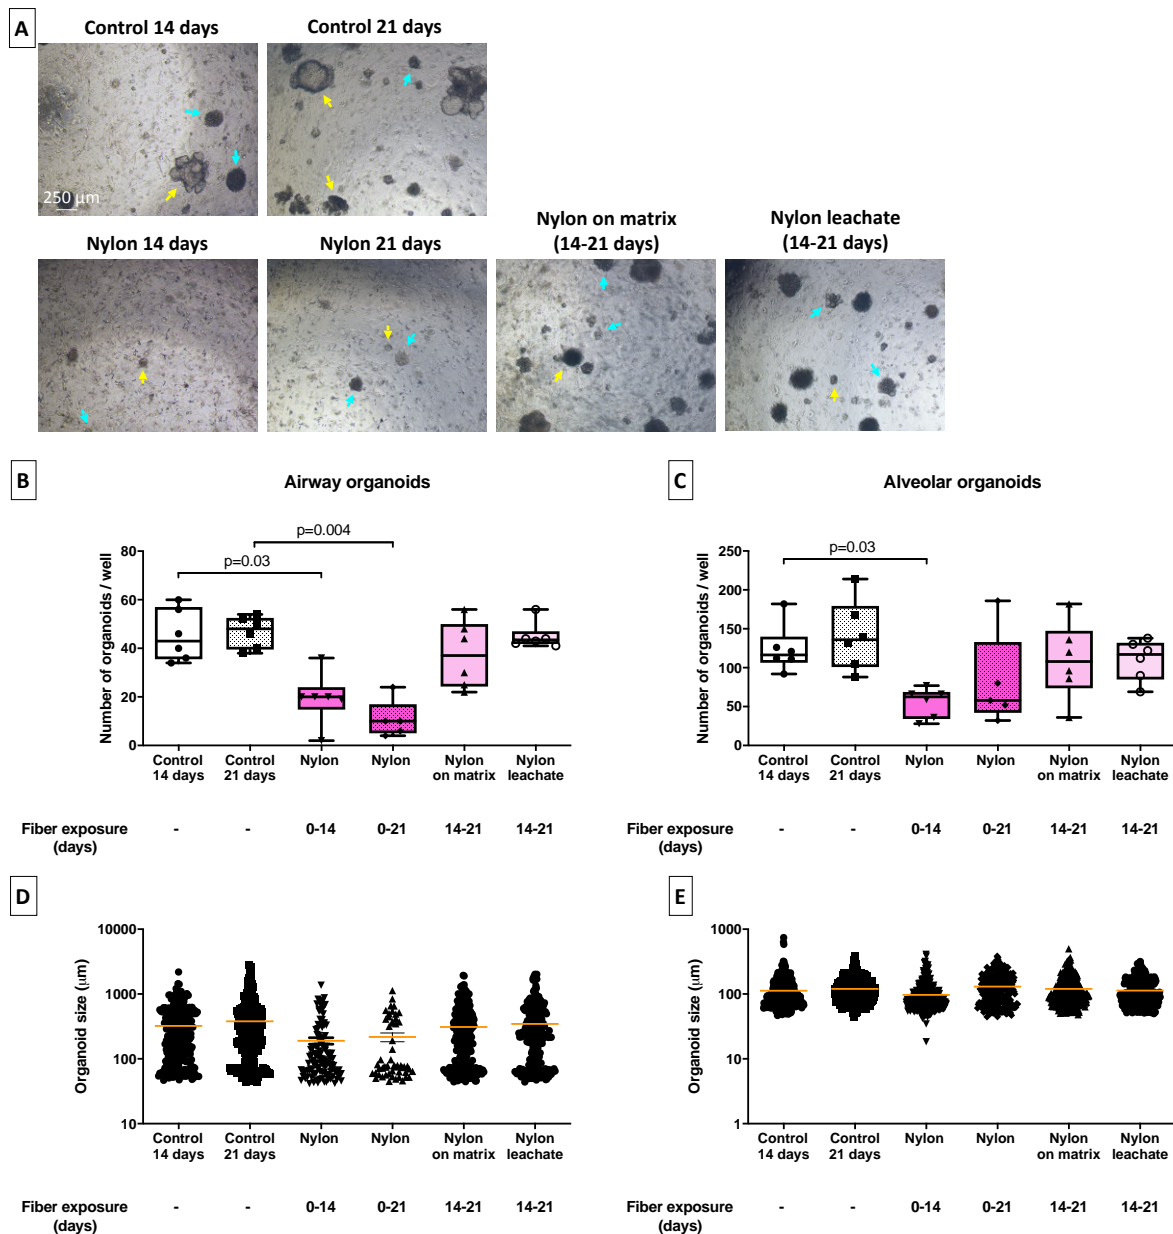 A
Control 14 days
Control 21 days
250 µm
Nylon 14 days
Nylon 21 days
Nylon on matrix
(14-21 days)
Nylon leachate
(14-21 days)
B
Airway organoids
Number of organoids / well
80
60
40
20
0
p=0.03
p=0.004
Control
14 days
Control
21 days
Nylon
Nylon
Nylon
on matrix
Nylon
leachate
Fiber exposure
(days)
-
-
0-14
0-21
14-21
14-21
C
Alveolar organoids
Number of organoids / well
250
200
150
100
50
0
p=0.03
Control
14 days
Control
21 days
Nylon
Nylon
Nylon
on matrix
Nylon
leachate
Fiber exposure
(days)
-
-
0-14
0-21
14-21
14-21
D
Organoid size (µm)
10000
1000
100
10
Control
14 days
Control
21 days
Nylon
Nylon
Nylon
on matrix
Nylon
leachate
Fiber exposure
(days)
-
-
0-14
0-21
14-21
14-21
E
Organoid size (µm)
1000
100
10
1
Control
14 days
Control
21 days
Nylon
Nylon
Nylon
on matrix
Nylon
leachate
Fiber exposure
(days)
-
-
0-14
0-21
14-21
14-21